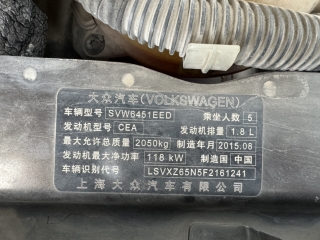 大众汽车(VOLKSWAGEN)
车辆型号 SVW6451EED 乘坐人数 5
发动机型号 CEA 发动机排量 1.8 L
最大允许总质量 2050kg 制造年月 2015.08
发动机最大净功率 118 kW 制造国 中国
车辆识别代号 LSVXZ65N5F2161241
上海大众汽车有限公司